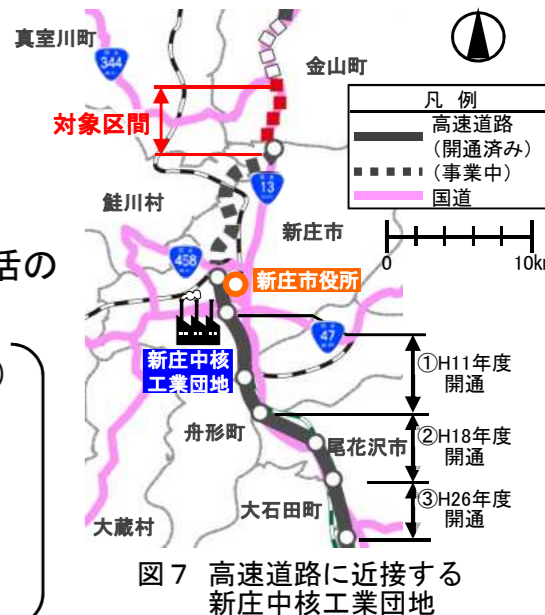 真室川町
金山町
344
対象区間
凡 例
高速道路
(開通済み)
(事業中)
国道
鮭川村
13
新庄市
458
0
10km
活の
新庄市役所
47
新庄中核
工業団地
①H11年度
開通
舟形町
②H18年度
開通
尾花沢市
③H26年度
開通
大石田町
大蔵村
)
図7 高速道路に近接する
新庄中核工業団地